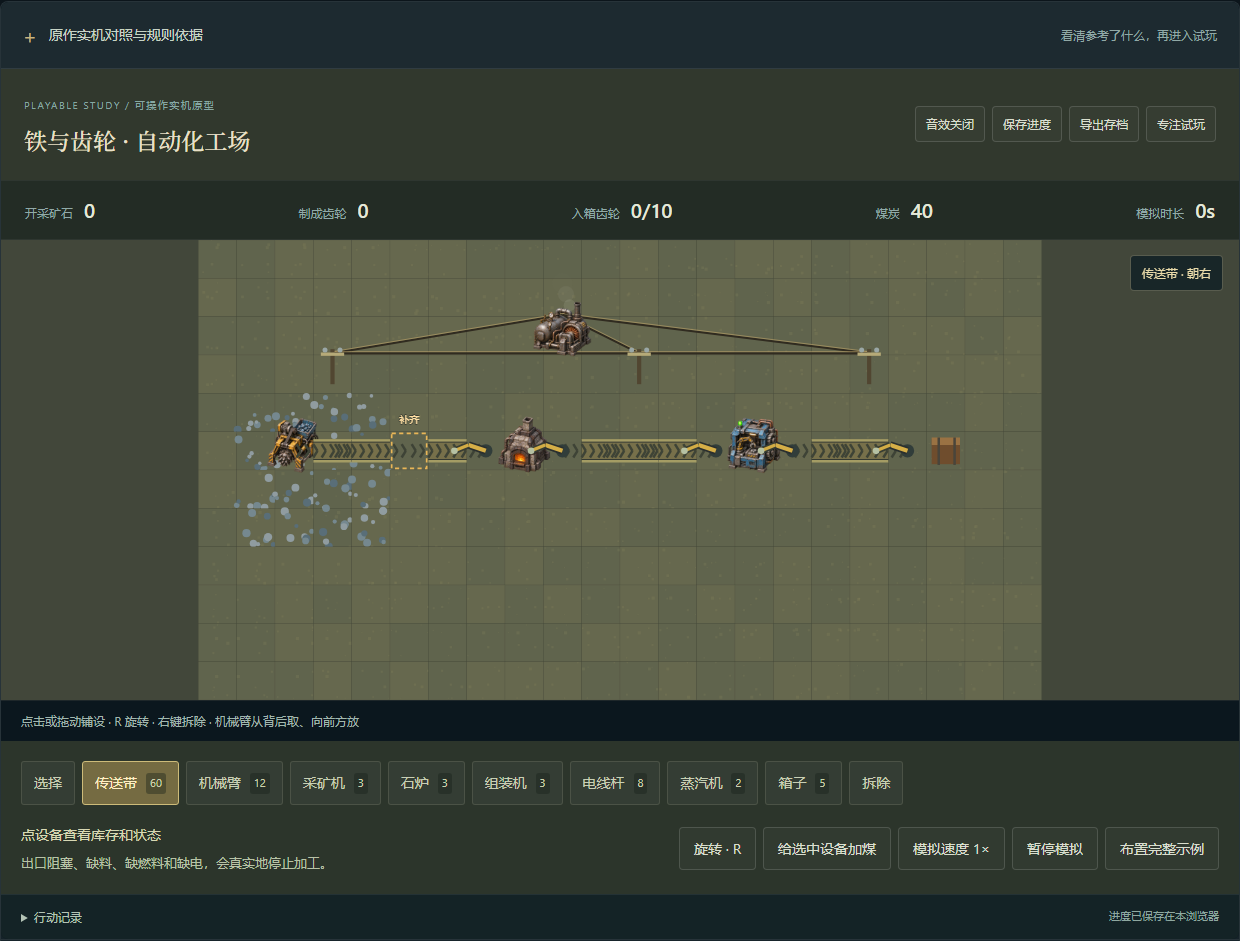 + 原作实机对照与规则依据
看清参考了什么，再进入试玩
PLAYABLE STUDY / 可操作实机原型
铁与齿轮 · 自动化工场
音效关闭
保存进度
导出存档
专注试玩
开采矿石 0
制成齿轮 0
入箱齿轮 0/10
煤炭 40
模拟时长 0s
传送带 · 朝右
补齐
点击或拖动铺设 · R 旋转 · 右键拆除 · 机械臂从背后取、向前方放
选择
传送带 60
机械臂 12
采矿机 3
石炉 3
组装机 3
电线杆 8
蒸汽机 2
箱子 5
拆除
点设备查看库存和状态
出口阻塞、缺料、缺燃料和缺电，会真实地停止加工。
旋转 · R
给选中设备加煤
模拟速度 1×
暂停模拟
布置完整示例
▶ 行动记录
进度已保存在本浏览器